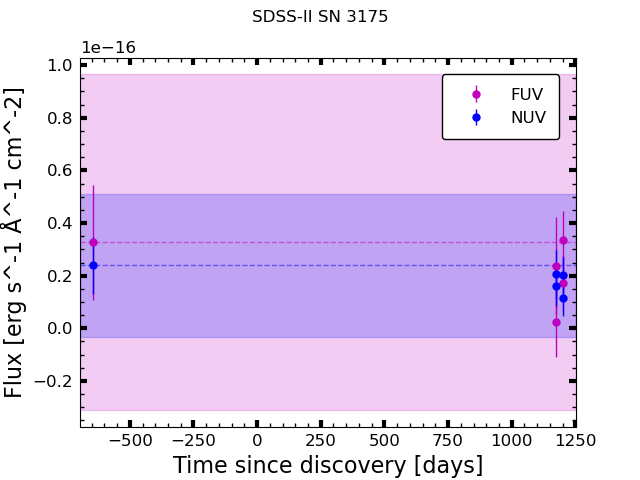 SDSS-II SN 3175
1e−16
1.0
0.8
0.6
0.4
0.2
0.0
−0.2
Flux [erg s^-1 Å^-1 cm^-2]
FUV
NUV
−500 −250 0 250 500 750 1000 1250
Time since discovery [days]